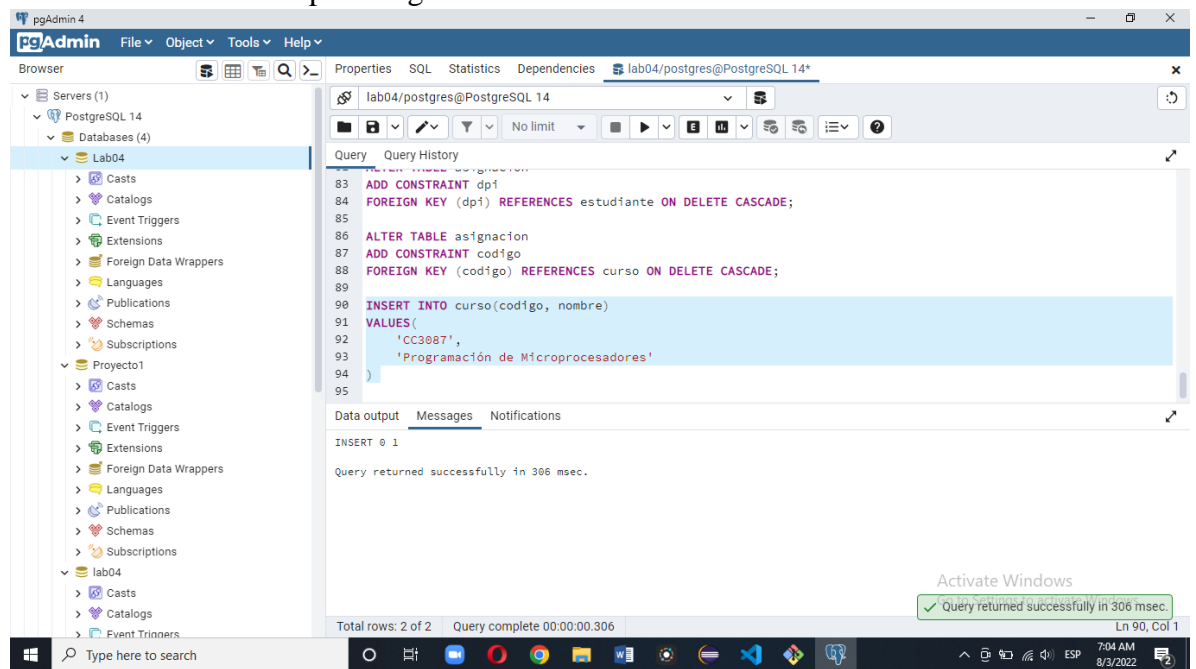 pgAdmin 4
pgAdmin File Object Tools Help
Browser
Properties SQL Statistics Dependencies lab04/postgres@PostgreSQL 14*
Servers (1)
PostgreSQL 14
Databases (4)
Lab04
Casts
Catalogs
Event Triggers
Extensions
Foreign Data Wrappers
Languages
Publications
Schemas
Subscriptions
Proyecto1
Casts
Catalogs
Event Triggers
Extensions
Foreign Data Wrappers
Languages
Publications
Schemas
Subscriptions
lab04
Casts
Catalogs
Event Triggers
lab04/postgres@PostgreSQL 14
No limit
Query Query History
83 ADD CONSTRAINT dpi
84 FOREIGN KEY (dpi) REFERENCES estudiante ON DELETE CASCADE;
85
86 ALTER TABLE asignacion
87 ADD CONSTRAINT codigo
88 FOREIGN KEY (codigo) REFERENCES curso ON DELETE CASCADE;
89
90 INSERT INTO curso(codigo, nombre)
91 VALUES(
92 'CC3087',
93 'Programación de Microprocesadores'
94 )
95
Data output Messages Notifications
INSERT 0 1
Query returned successfully in 306 msec.
Activate Windows
Go to Settings to activate Windows.
Query returned successfully in 306 msec.
Total rows: 2 of 2 Query complete 00:00:00.306 Ln 90, Col 1
Type here to search
ESP
7:04 AM
8/3/2022
2